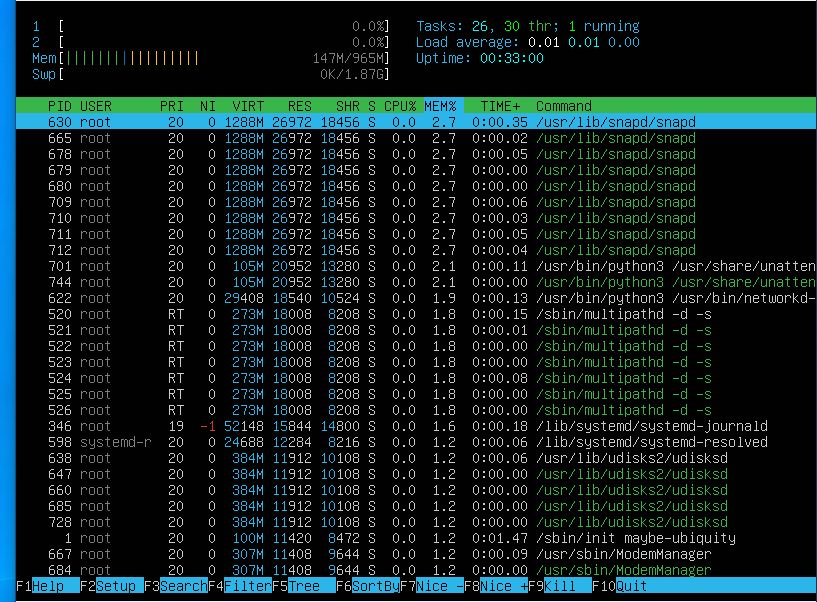 1 [ 0.0%] Tasks: 26, 30 thr; 1 running
2 [ 0.0%] Load average: 0.01 0.01 0.00
Mem[||||||||||||||||| 147M/965M] Uptime: 00:33:00
Swp[ 0K/1.87G]
PID USER PRI NI VIRT RES SHR S CPU% MEM% TIME+ Command
630 root 20 0 1288M 26972 18456 S 0.0 2.7 0:00.35 /usr/lib/snapd/snapd
665 root 20 0 1288M 26972 18456 S 0.0 2.7 0:00.02 /usr/lib/snapd/snapd
678 root 20 0 1288M 26972 18456 S 0.0 2.7 0:00.05 /usr/lib/snapd/snapd
679 root 20 0 1288M 26972 18456 S 0.0 2.7 0:00.00 /usr/lib/snapd/snapd
680 root 20 0 1288M 26972 18456 S 0.0 2.7 0:00.00 /usr/lib/snapd/snapd
709 root 20 0 1288M 26972 18456 S 0.0 2.7 0:00.06 /usr/lib/snapd/snapd
710 root 20 0 1288M 26972 18456 S 0.0 2.7 0:00.03 /usr/lib/snapd/snapd
711 root 20 0 1288M 26972 18456 S 0.0 2.7 0:00.05 /usr/lib/snapd/snapd
712 root 20 0 1288M 26972 18456 S 0.0 2.7 0:00.04 /usr/lib/snapd/snapd
701 root 20 0 105M 20952 13280 S 0.0 2.1 0:00.11 /usr/bin/python3 /usr/share/unatten
744 root 20 0 105M 20952 13280 S 0.0 2.1 0:00.00 /usr/bin/python3 /usr/share/unatten
622 root 20 0 29408 18540 10524 S 0.0 1.9 0:00.13 /usr/bin/python3 /usr/bin/networkd-
520 root RT 0 273M 18008 8208 S 0.0 1.8 0:00.15 /sbin/multipathd -d -s
521 root RT 0 273M 18008 8208 S 0.0 1.8 0:00.01 /sbin/multipathd -d -s
522 root RT 0 273M 18008 8208 S 0.0 1.8 0:00.00 /sbin/multipathd -d -s
523 root RT 0 273M 18008 8208 S 0.0 1.8 0:00.00 /sbin/multipathd -d -s
524 root RT 0 273M 18008 8208 S 0.0 1.8 0:00.08 /sbin/multipathd -d -s
525 root RT 0 273M 18008 8208 S 0.0 1.8 0:00.00 /sbin/multipathd -d -s
526 root RT 0 273M 18008 8208 S 0.0 1.8 0:00.00 /sbin/multipathd -d -s
346 root 19 -1 52148 15844 14800 S 0.0 1.6 0:00.18 /lib/systemd/systemd-journald
598 systemd-r 20 0 24688 12284 8216 S 0.0 1.2 0:00.06 /lib/systemd/systemd-resolved
638 root 20 0 384M 11912 10108 S 0.0 1.2 0:00.06 /usr/lib/udisks2/udisksd
647 root 20 0 384M 11912 10108 S 0.0 1.2 0:00.00 /usr/lib/udisks2/udisksd
660 root 20 0 384M 11912 10108 S 0.0 1.2 0:00.00 /usr/lib/udisks2/udisksd
685 root 20 0 384M 11912 10108 S 0.0 1.2 0:00.00 /usr/lib/udisks2/udisksd
728 root 20 0 384M 11912 10108 S 0.0 1.2 0:00.00 /usr/lib/udisks2/udisksd
1 root 20 0 100M 11420 8472 S 0.0 1.2 0:01.47 /sbin/init maybe-ubiquity
667 root 20 0 307M 11408 9644 S 0.0 1.2 0:00.09 /usr/sbin/ModemManager
684 root 20 0 307M 11408 9644 S 0.0 1.2 0:00.00 /usr/sbin/ModemManager
F1Help F2Setup F3SearchF4FilterF5Tree F6SortByF7Nice -F8Nice +F9Kill F10Quit